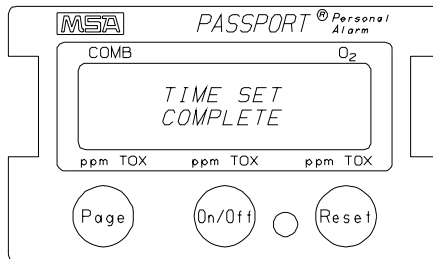 MSA PASSPORT ® Personal Alarm
COMB O2
TIME SET
COMPLETE
ppm TOX ppm TOX ppm TOX
Page On/Off Reset